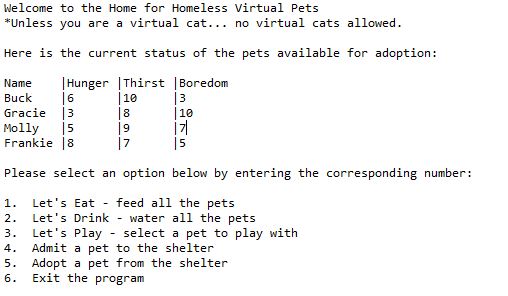 Welcome to the Home for Homeless Virtual Pets
*Unless you are a virtual cat... no virtual cats allowed.
Here is the current status of the pets available for adoption:
Name    |Hunger |Thirst |Boredom
Buck    |6      |10     |3
Gracie  |3      |8      |10
Molly   |5      |9      |7
Frankie |8      |7      |5
Please select an option below by entering the corresponding number:
1.  Let's Eat - feed all the pets
2.  Let's Drink - water all the pets
3.  Let's Play - select a pet to play with
4.  Admit a pet to the shelter
5.  Adopt a pet from the shelter
6.  Exit the program